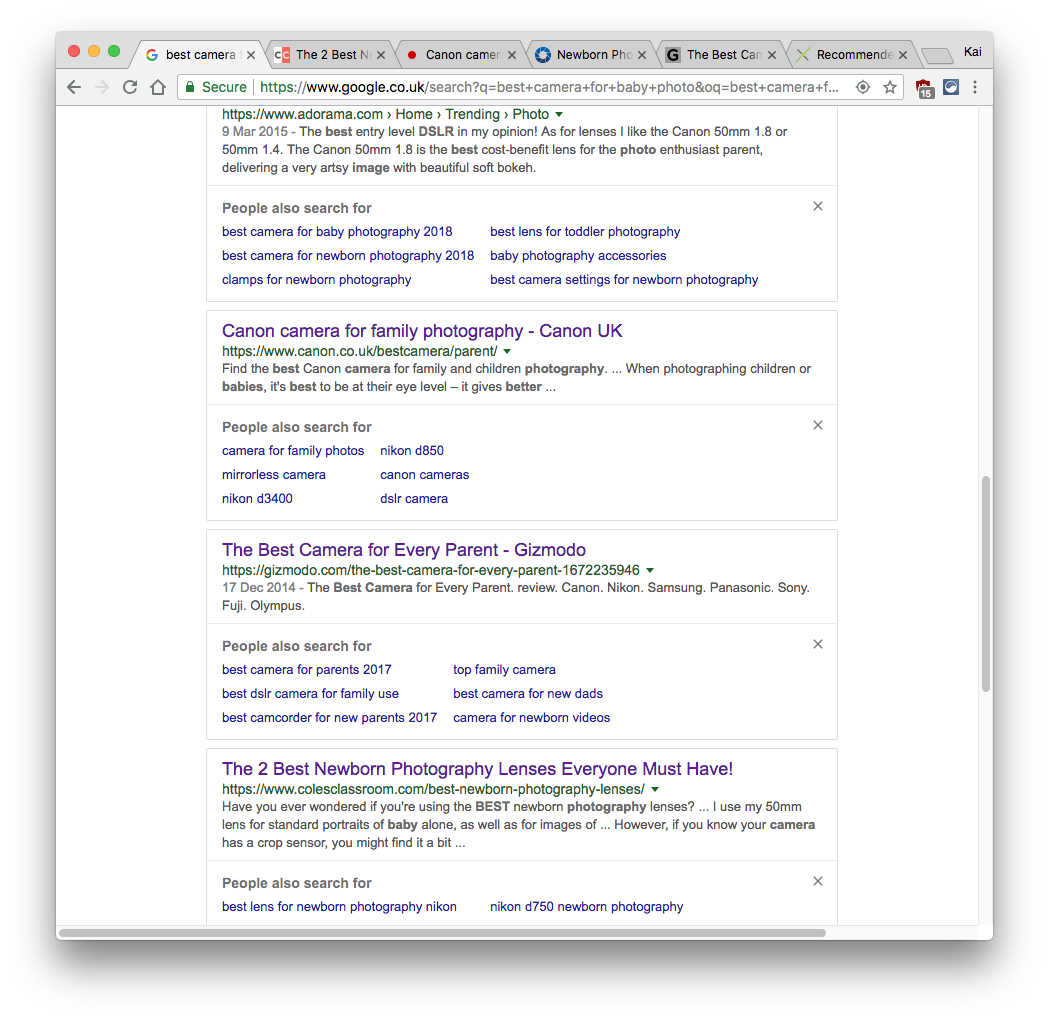 best camera
The 2 Best N
Canon camer
Newborn Pho
The Best Cam
Recommende
Kai
Secure
https://www.google.co.uk/search?q=best+camera+for+baby+photo&oq=best+camera+f...
15
https://www.adorama.com › Home › Trending › Photo
9 Mar 2015 - The best entry level DSLR in my opinion! As for lenses I like the Canon 50mm 1.8 or
50mm 1.4. The Canon 50mm 1.8 is the best cost-benefit lens for the photo enthusiast parent,
delivering a very artsy image with beautiful soft bokeh.
People also search for
best camera for baby photography 2018 best lens for toddler photography
best camera for newborn photography 2018 baby photography accessories
clamps for newborn photography best camera settings for newborn photography
Canon camera for family photography - Canon UK
https://www.canon.co.uk/bestcamera/parent/
Find the best Canon camera for family and children photography. ... When photographing children or
babies, it's best to be at their eye level – it gives better ...
People also search for
camera for family photos nikon d850
mirrorless camera canon cameras
nikon d3400 dslr camera
The Best Camera for Every Parent - Gizmodo
https://gizmodo.com/the-best-camera-for-every-parent-1672235946
17 Dec 2014 - The Best Camera for Every Parent. review. Canon. Nikon. Samsung. Panasonic. Sony.
Fuji. Olympus.
People also search for
best camera for parents 2017 top family camera
best dslr camera for family use best camera for new dads
best camcorder for new parents 2017 camera for newborn videos
The 2 Best Newborn Photography Lenses Everyone Must Have!
https://www.colesclassroom.com/best-newborn-photography-lenses/
Have you ever wondered if you're using the BEST newborn photography lenses? ... I use my 50mm
lens for standard portraits of baby alone, as well as for images of ... However, if you know your camera
has a crop sensor, you might find it a bit ...
People also search for
best lens for newborn photography nikon nikon d750 newborn photography